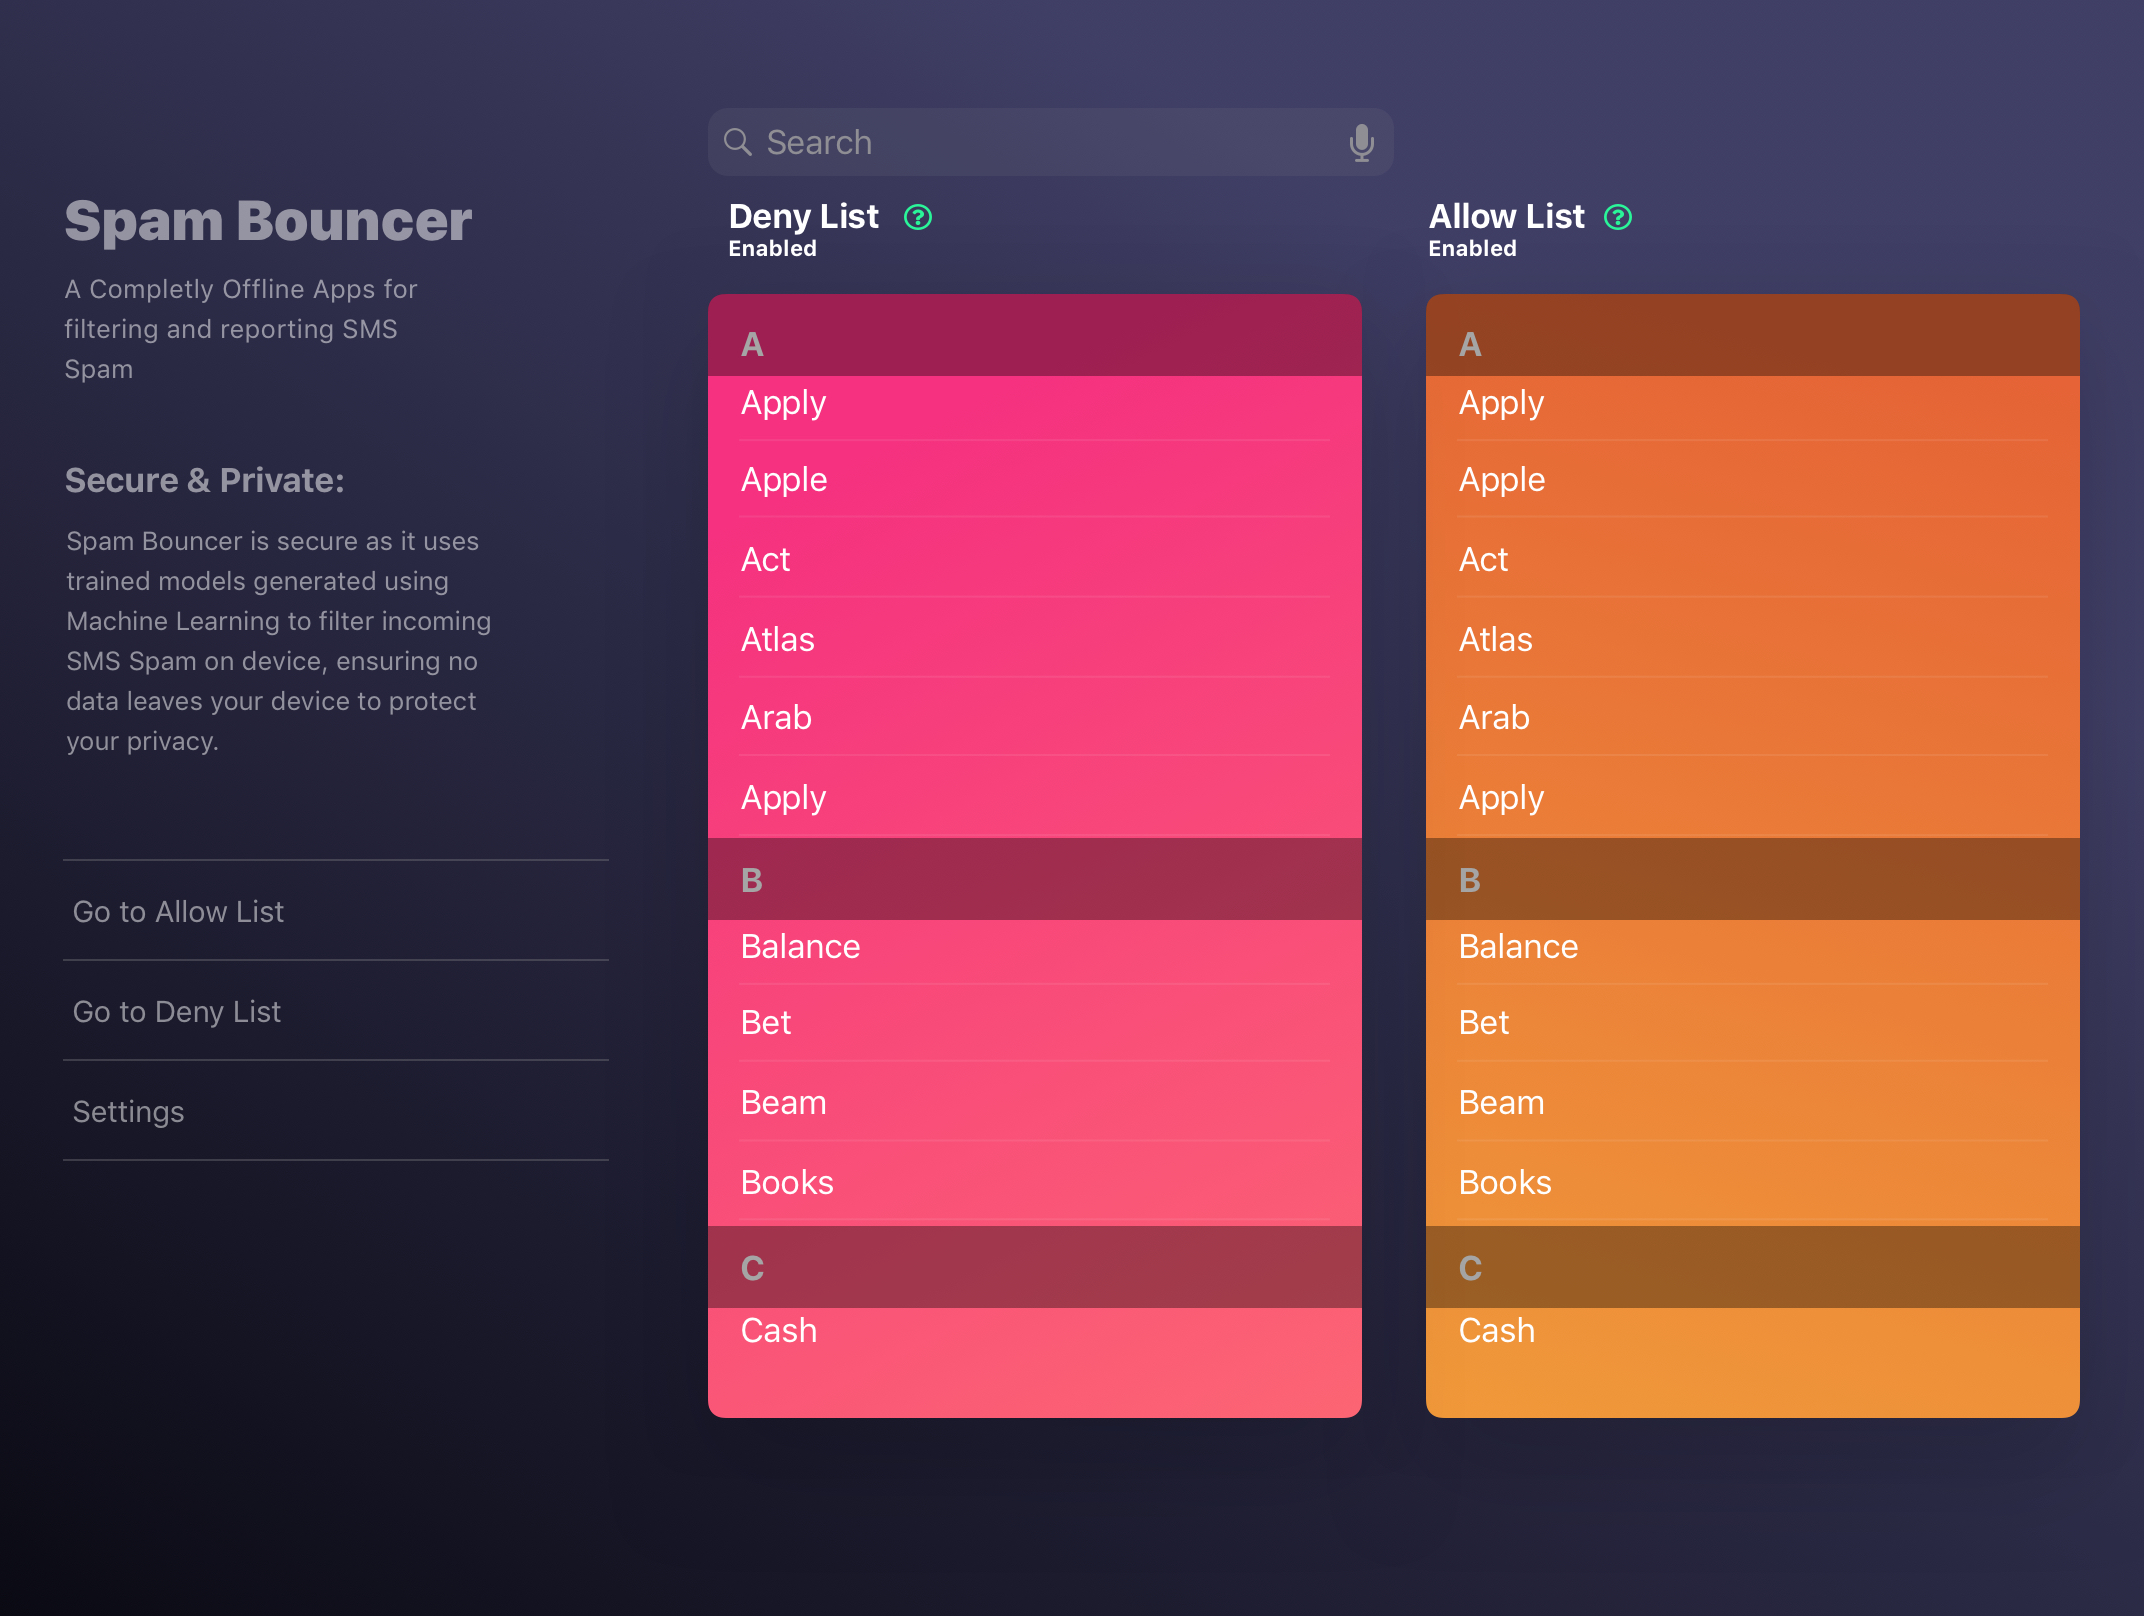 Spam Bouncer
A Completly Offline Apps for
filtering and reporting SMS
Spam
Secure & Private:
Spam Bouncer is secure as it uses
trained models generated using
Machine Learning to filter incoming
SMS Spam on device, ensuring no
data leaves your device to protect
your privacy.
Go to Allow List
Go to Deny List
Settings
Search
Deny List ?
Enabled
A
Apply
Apple
Act
Atlas
Arab
Apply
B
Balance
Bet
Beam
Books
C
Cash
Allow List ?
Enabled
A
Apply
Apple
Act
Atlas
Arab
Apply
B
Balance
Bet
Beam
Books
C
Cash